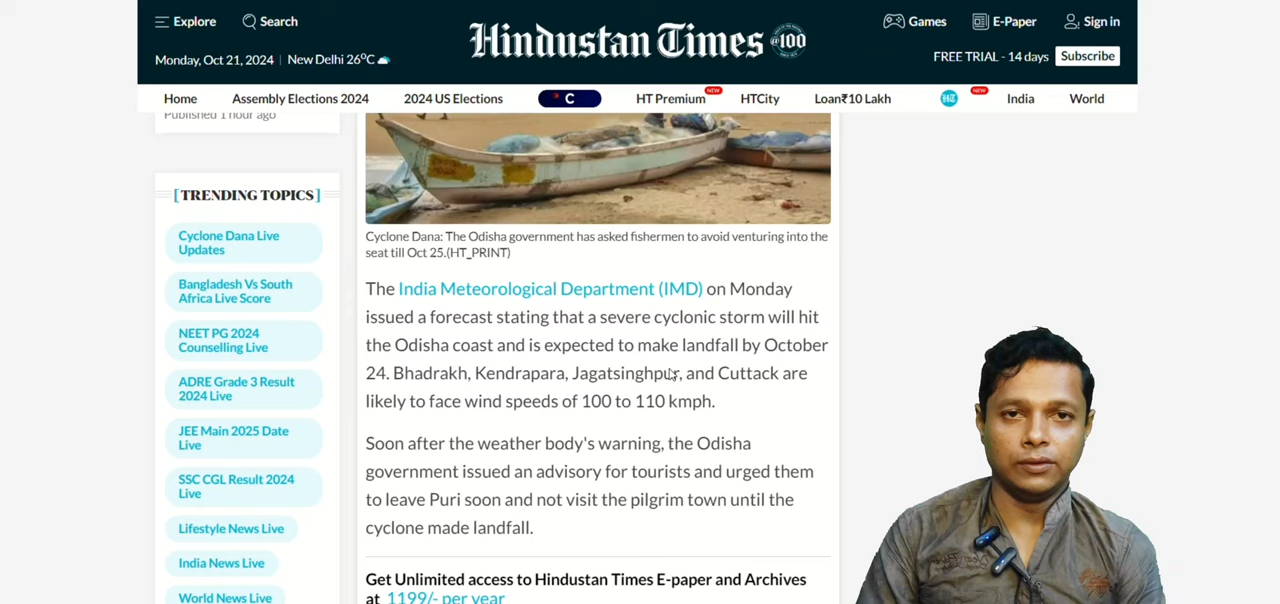 Explore
Search
Hindustan Times
@100
Games
E-Paper
Sign in
Monday, Oct 21, 2024
New Delhi 26°C
FREE TRIAL - 14 days
Subscribe
Home
Assembly Elections 2024
2024 US Elections
C
HT Premium
NEW
HTCity
Loan₹10 Lakh
HT
NEW
India
World
Published 1 hour ago
[TRENDING TOPICS]
Cyclone Dana Live
Updates
Bangladesh Vs South
Africa Live Score
NEET PG 2024
Counselling Live
ADRE Grade 3 Result
2024 Live
JEE Main 2025 Date
Live
SSC CGL Result 2024
Live
Lifestyle News Live
India News Live
World News Live
Cyclone Dana: The Odisha government has asked fishermen to avoid venturing into the
seat till Oct 25.(HT_PRINT)
The India Meteorological Department (IMD) on Monday
issued a forecast stating that a severe cyclonic storm will hit
the Odisha coast and is expected to make landfall by October
24. Bhadrakh, Kendrapara, Jagatsinghpur, and Cuttack are
likely to face wind speeds of 100 to 110 kmph.
Soon after the weather body's warning, the Odisha
government issued an advisory for tourists and urged them
to leave Puri soon and not visit the pilgrim town until the
cyclone made landfall.
Get Unlimited access to Hindustan Times E-paper and Archives
at 1199/- per year